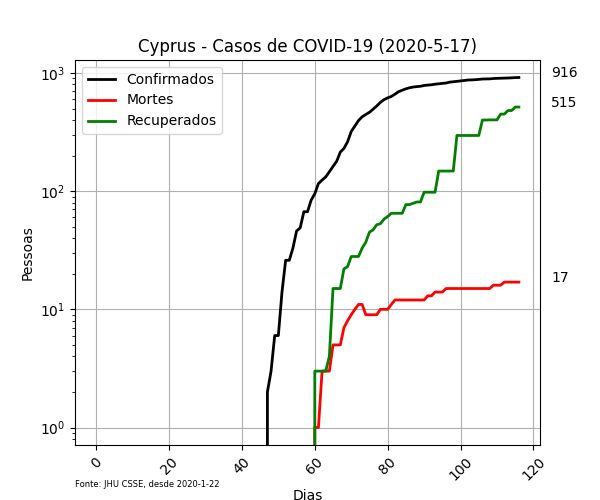 Cyprus - Casos de COVID-19 (2020-5-17)
Confirmados
Mortes
Recuperados
916
515
17
10³
10²
10¹
10⁰
Pessoas
0 20 40 60 80 100 120
Dias
Fonte: JHU CSSE, desde 2020-1-22